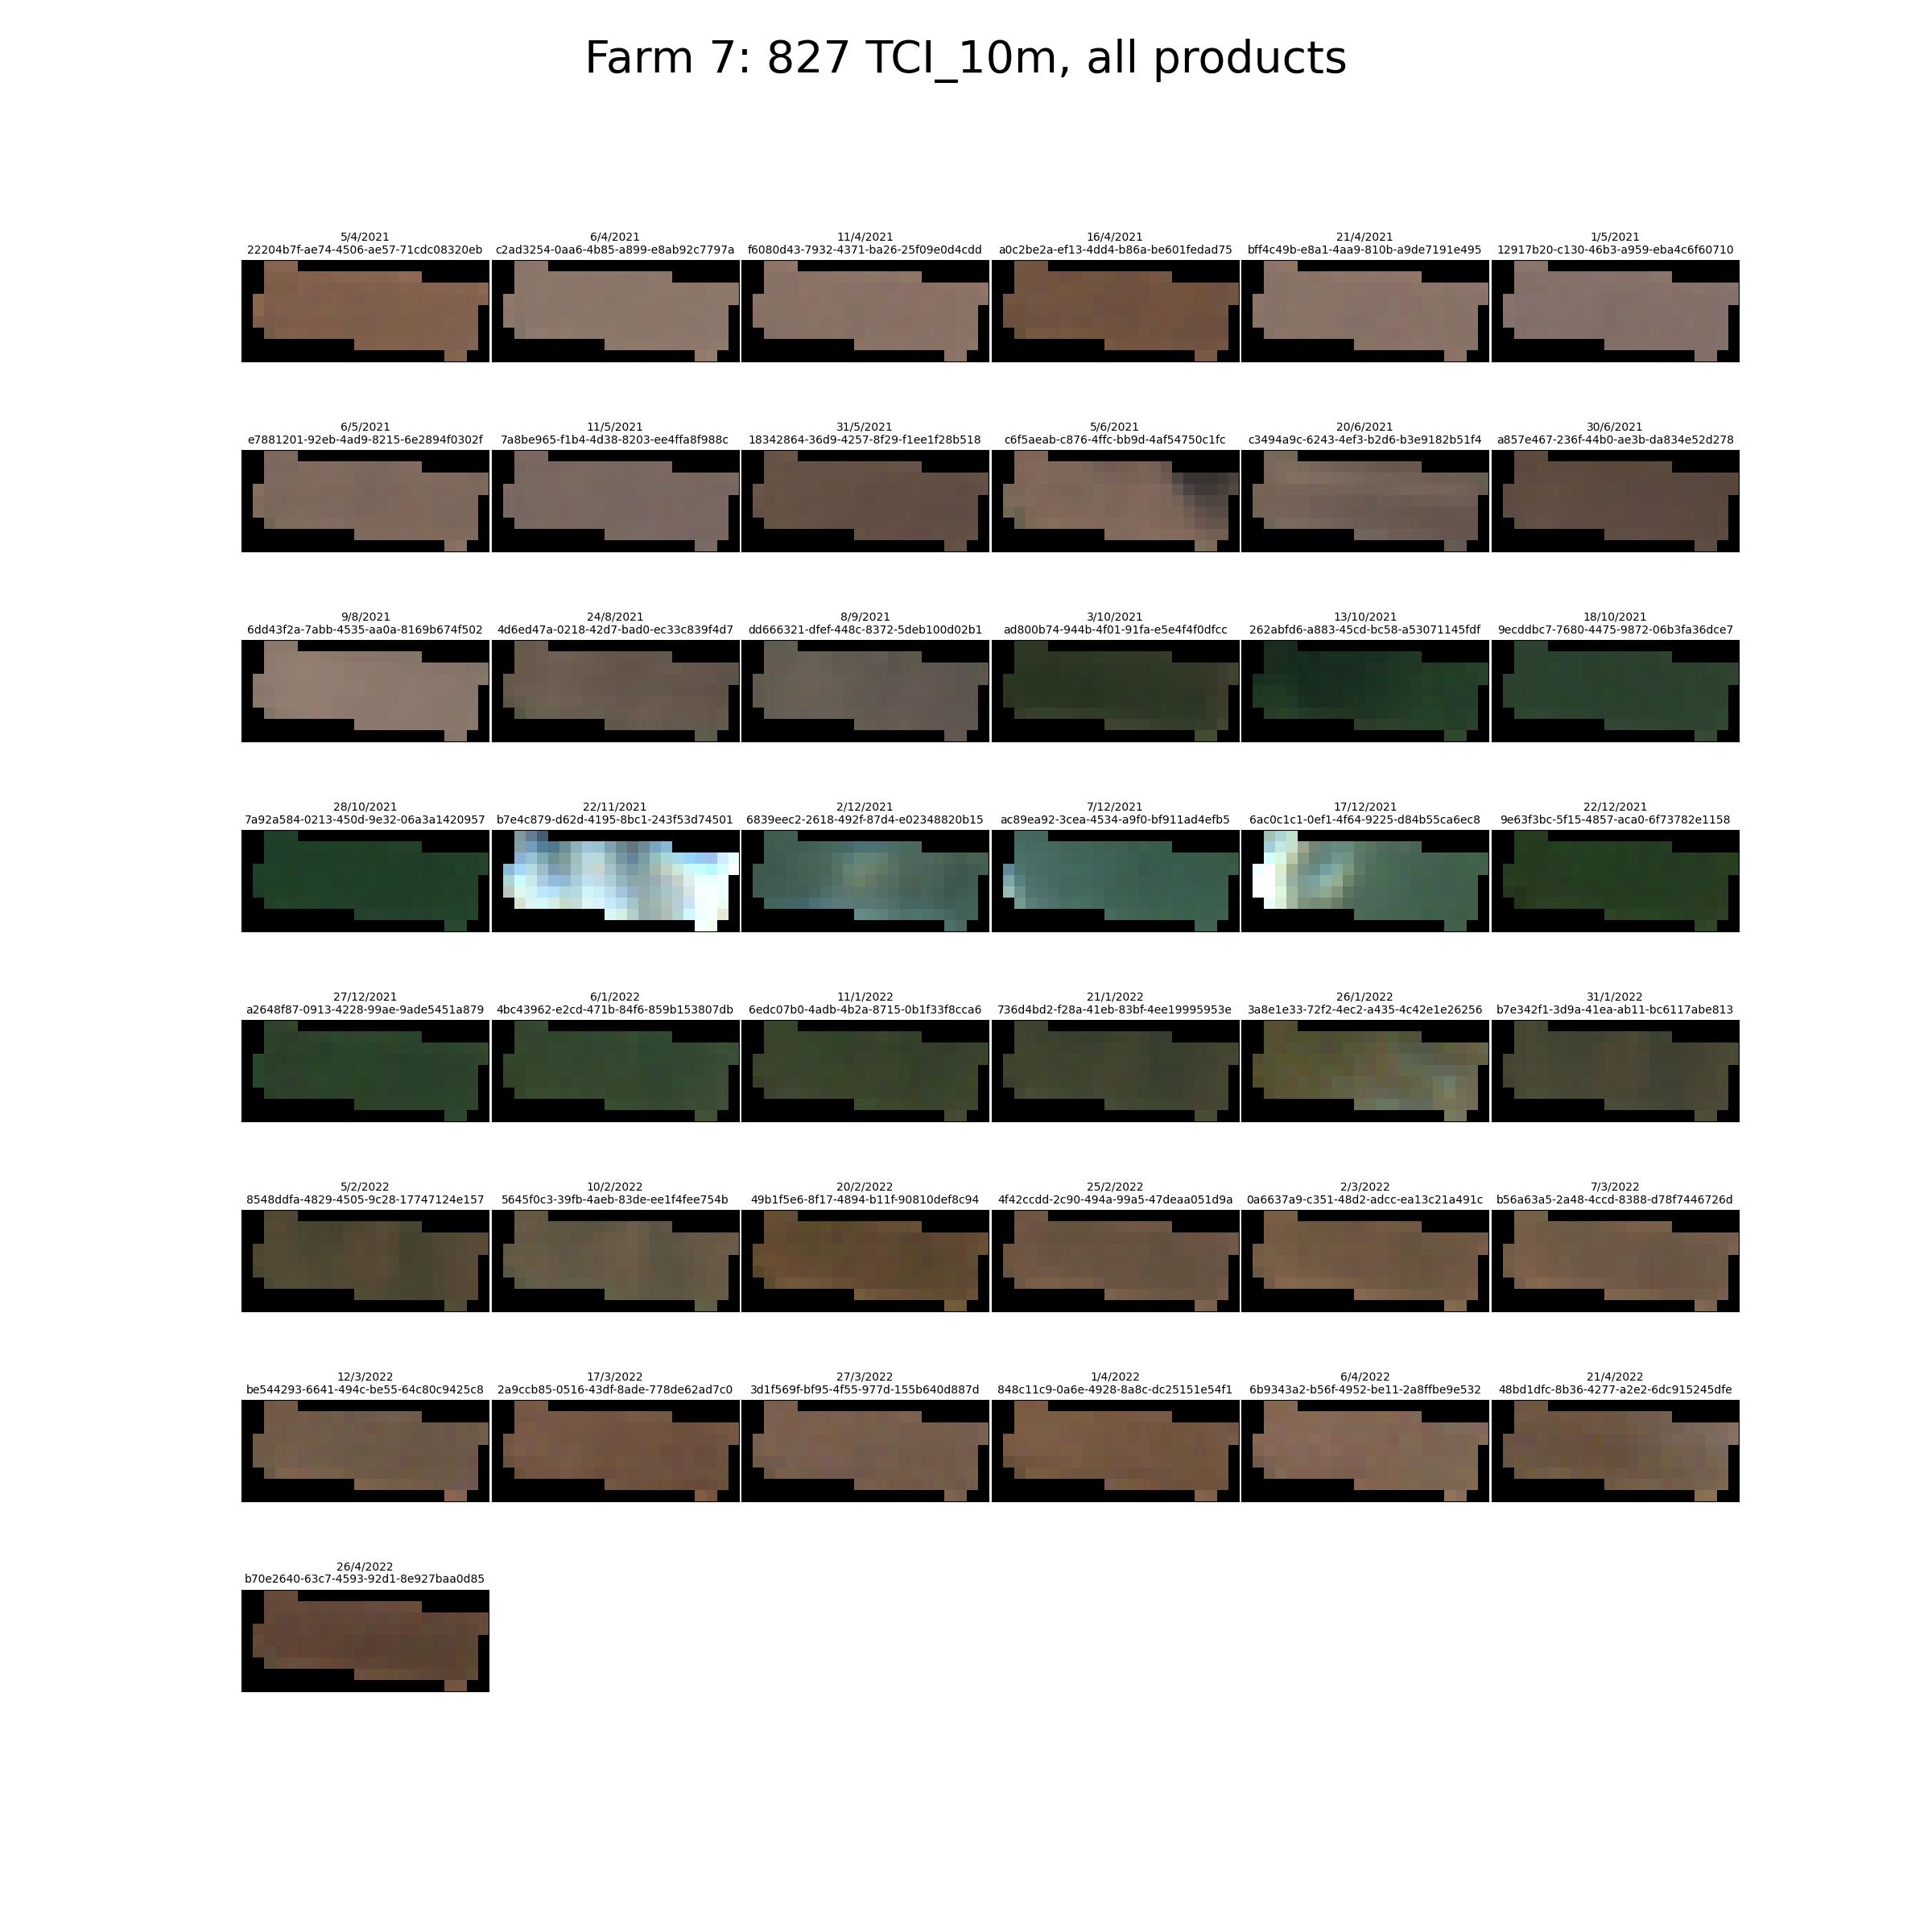 Farm 7: 827 TCI_10m, all products
5/4/2021
22204b7f-ae74-4506-ae57-71cdc08320eb
6/4/2021
c2ad3254-0aa6-4b85-a899-e8ab92c7797a
11/4/2021
f6080d43-7932-4371-ba26-25f09e0d4cdd
16/4/2021
a0c2be2a-ef13-4dd4-b86a-be601fedad75
21/4/2021
bff4c49b-e8a1-4aa9-810b-a9de7191e495
1/5/2021
12917b20-c130-46b3-a959-eba4c6f60710
6/5/2021
e7881201-92eb-4ad9-8215-6e2894f0302f
11/5/2021
7a8be965-f1b4-4d38-8203-ee4ffa8f988c
31/5/2021
18342864-36d9-4257-8f29-f1ee1f28b518
5/6/2021
c6f5aeab-c876-4ffc-bb9d-4af54750c1fc
20/6/2021
c3494a9c-6243-4ef3-b2d6-b3e9182b51f4
30/6/2021
a857e467-236f-44b0-ae3b-da834e52d278
9/8/2021
6dd43f2a-7abb-4535-aa0a-8169b674f502
24/8/2021
4d6ed47a-0218-42d7-bad0-ec33c839f4d7
8/9/2021
dd666321-dfef-448c-8372-5deb100d02b1
3/10/2021
ad800b74-944b-4f01-91fa-e5e4f4f0dfcc
13/10/2021
262abfd6-a883-45cd-bc58-a53071145fdf
18/10/2021
9ecddbc7-7680-4475-9872-06b3fa36dce7
28/10/2021
7a92a584-0213-450d-9e32-06a3a1420957
22/11/2021
b7e4c879-d62d-4195-8bc1-243f53d74501
2/12/2021
6839eec2-2618-492f-87d4-e02348820b15
7/12/2021
ac89ea92-3cea-4534-a9f0-bf911ad4efb5
17/12/2021
6ac0c1c1-0ef1-4f64-9225-d84b55ca6ec8
22/12/2021
9e63f3bc-5f15-4857-aca0-6f73782e1158
27/12/2021
a2648f87-0913-4228-99ae-9ade5451a879
6/1/2022
4bc43962-e2cd-471b-84f6-859b153807db
11/1/2022
6edc07b0-4adb-4b2a-8715-0b1f33f8cca6
21/1/2022
736d4bd2-f28a-41eb-83bf-4ee19995953e
26/1/2022
3a8e1e33-72f2-4ec2-a435-4c42e1e26256
31/1/2022
b7e342f1-3d9a-41ea-ab11-bc6117abe813
5/2/2022
8548ddfa-4829-4505-9c28-17747124e157
10/2/2022
5645f0c3-39fb-4aeb-83de-ee1f4fee754b
20/2/2022
49b1f5e6-8f17-4894-b11f-90810def8c94
25/2/2022
4f42ccdd-2c90-494a-99a5-47deaa051d9a
2/3/2022
0a6637a9-c351-48d2-adcc-ea13c21a491c
7/3/2022
b56a63a5-2a48-4ccd-8388-d78f7446726d
12/3/2022
be544293-6641-494c-be55-64c80c9425c8
17/3/2022
2a9ccb85-0516-43df-8ade-778de62ad7c0
27/3/2022
3d1f569f-bf95-4f55-977d-155b640d887d
1/4/2022
848c11c9-0a6e-4928-8a8c-dc25151e54f1
6/4/2022
6b9343a2-b56f-4952-be11-2a8ffbe9e532
21/4/2022
48bd1dfc-8b36-4277-a2e2-6dc915245dfe
26/4/2022
b70e2640-63c7-4593-92d1-8e927baa0d85